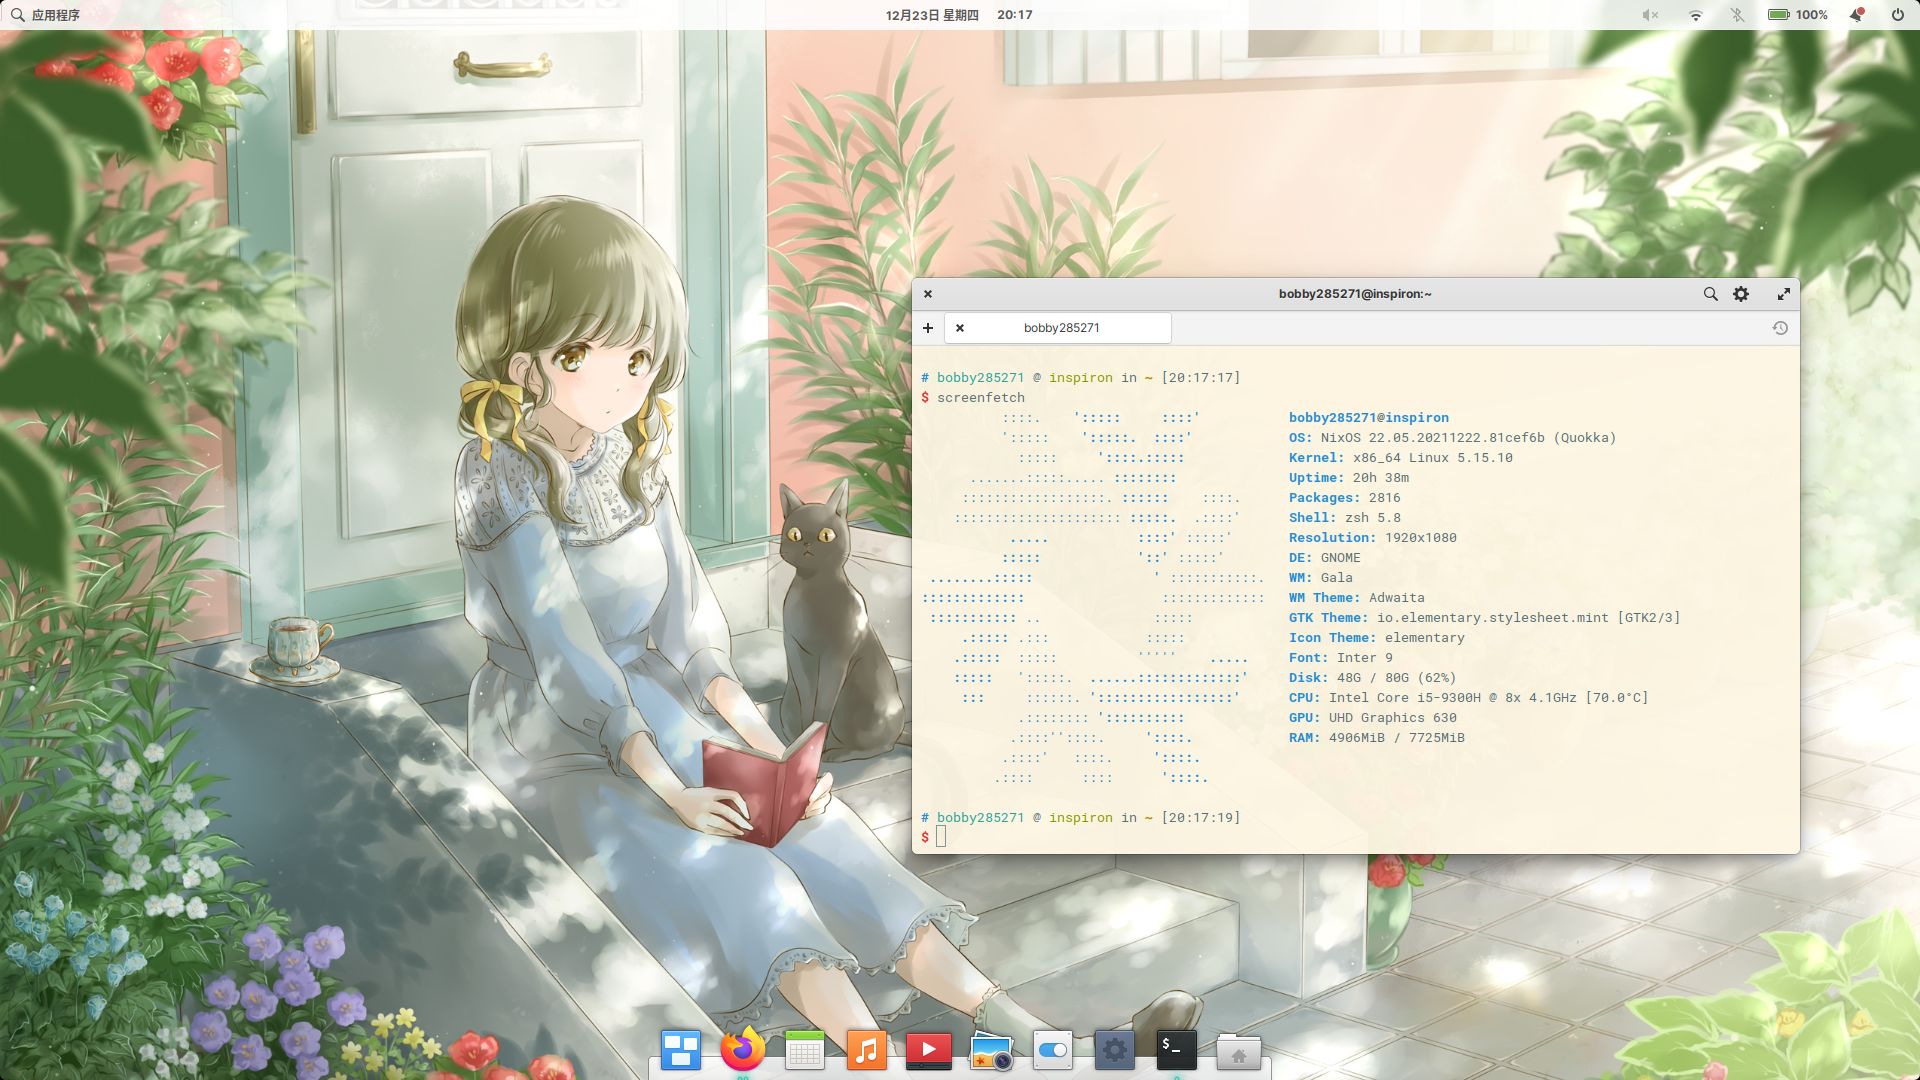 应用程序
12月23日 星期四 20:17
100%
bobby285271@inspiron:~
bobby285271
# bobby285271 @ inspiron in ~ [20:17:17]
$ screenfetch
bobby285271@inspiron
OS: NixOS 22.05.20211222.81cef6b (Quokka)
Kernel: x86_64 Linux 5.15.10
Uptime: 20h 38m
Packages: 2816
Shell: zsh 5.8
Resolution: 1920x1080
DE: GNOME
WM: Gala
WM Theme: Adwaita
GTK Theme: io.elementary.stylesheet.mint [GTK2/3]
Icon Theme: elementary
Font: Inter 9
Disk: 48G / 80G (62%)
CPU: Intel Core i5-9300H @ 8x 4.1GHz [70.0°C]
GPU: UHD Graphics 630
RAM: 4906MiB / 7725MiB
# bobby285271 @ inspiron in ~ [20:17:19]
$